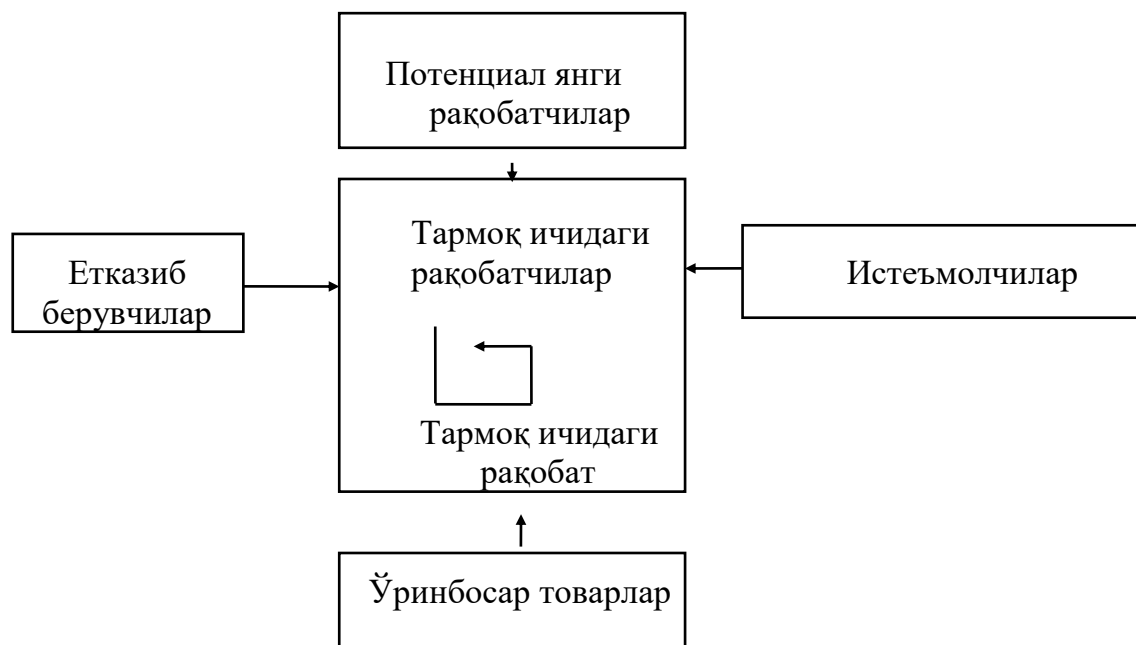 Потенциал янги
рақобатчилар
Тармоқ ичидаги
рақобатчилар
Етказиб
берувчилар
Истеъмолчилар
Тармоқ ичидаги
рақобат
Ўринбосар товарлар